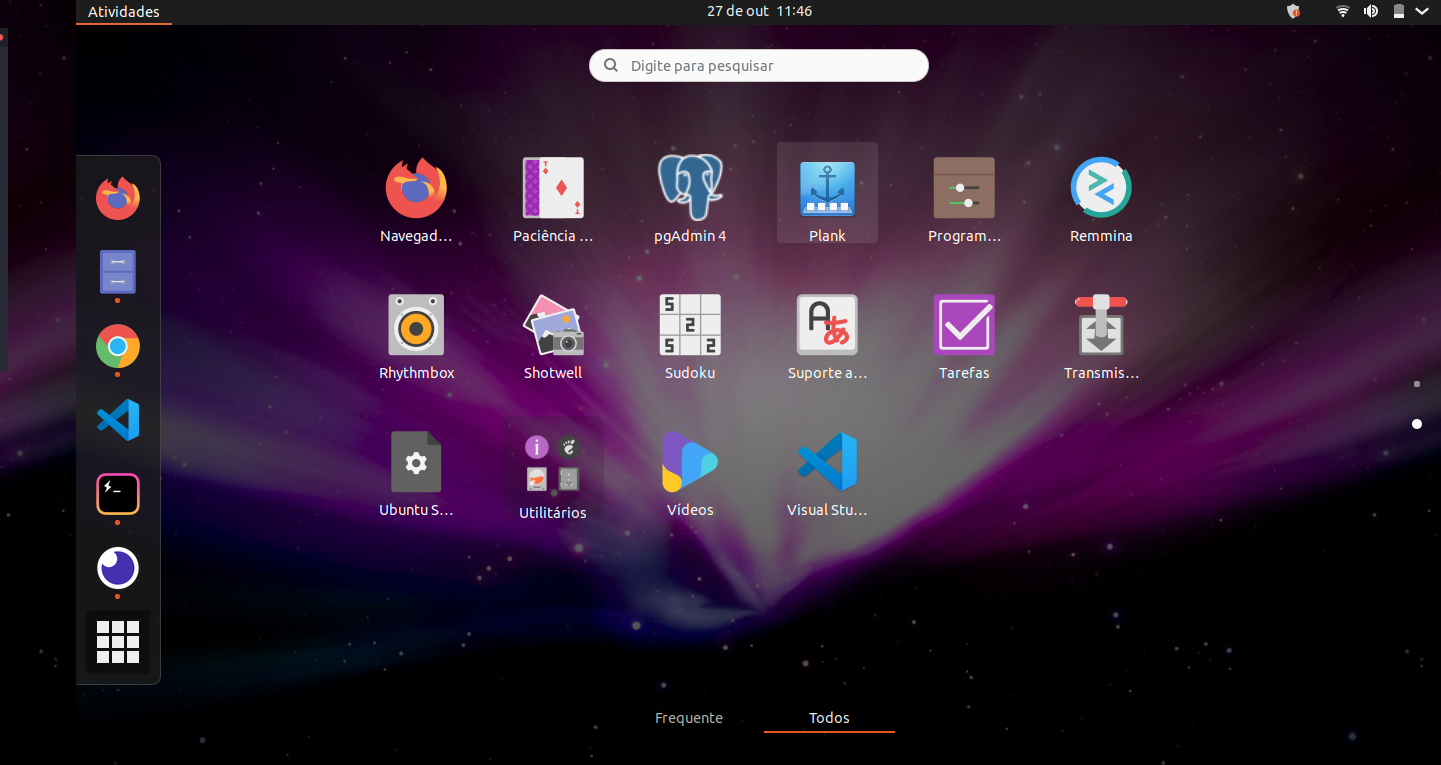 Atividades
27 de out 11:46
Digite para pesquisar
Navegad…
Paciência …
pgAdmin 4
Plank
Program…
Remmina
Rhythmbox
Shotwell
Sudoku
Suporte a…
Tarefas
Transmis…
Ubuntu S…
Utilitários
Vídeos
Visual Stu…
Frequente
Todos